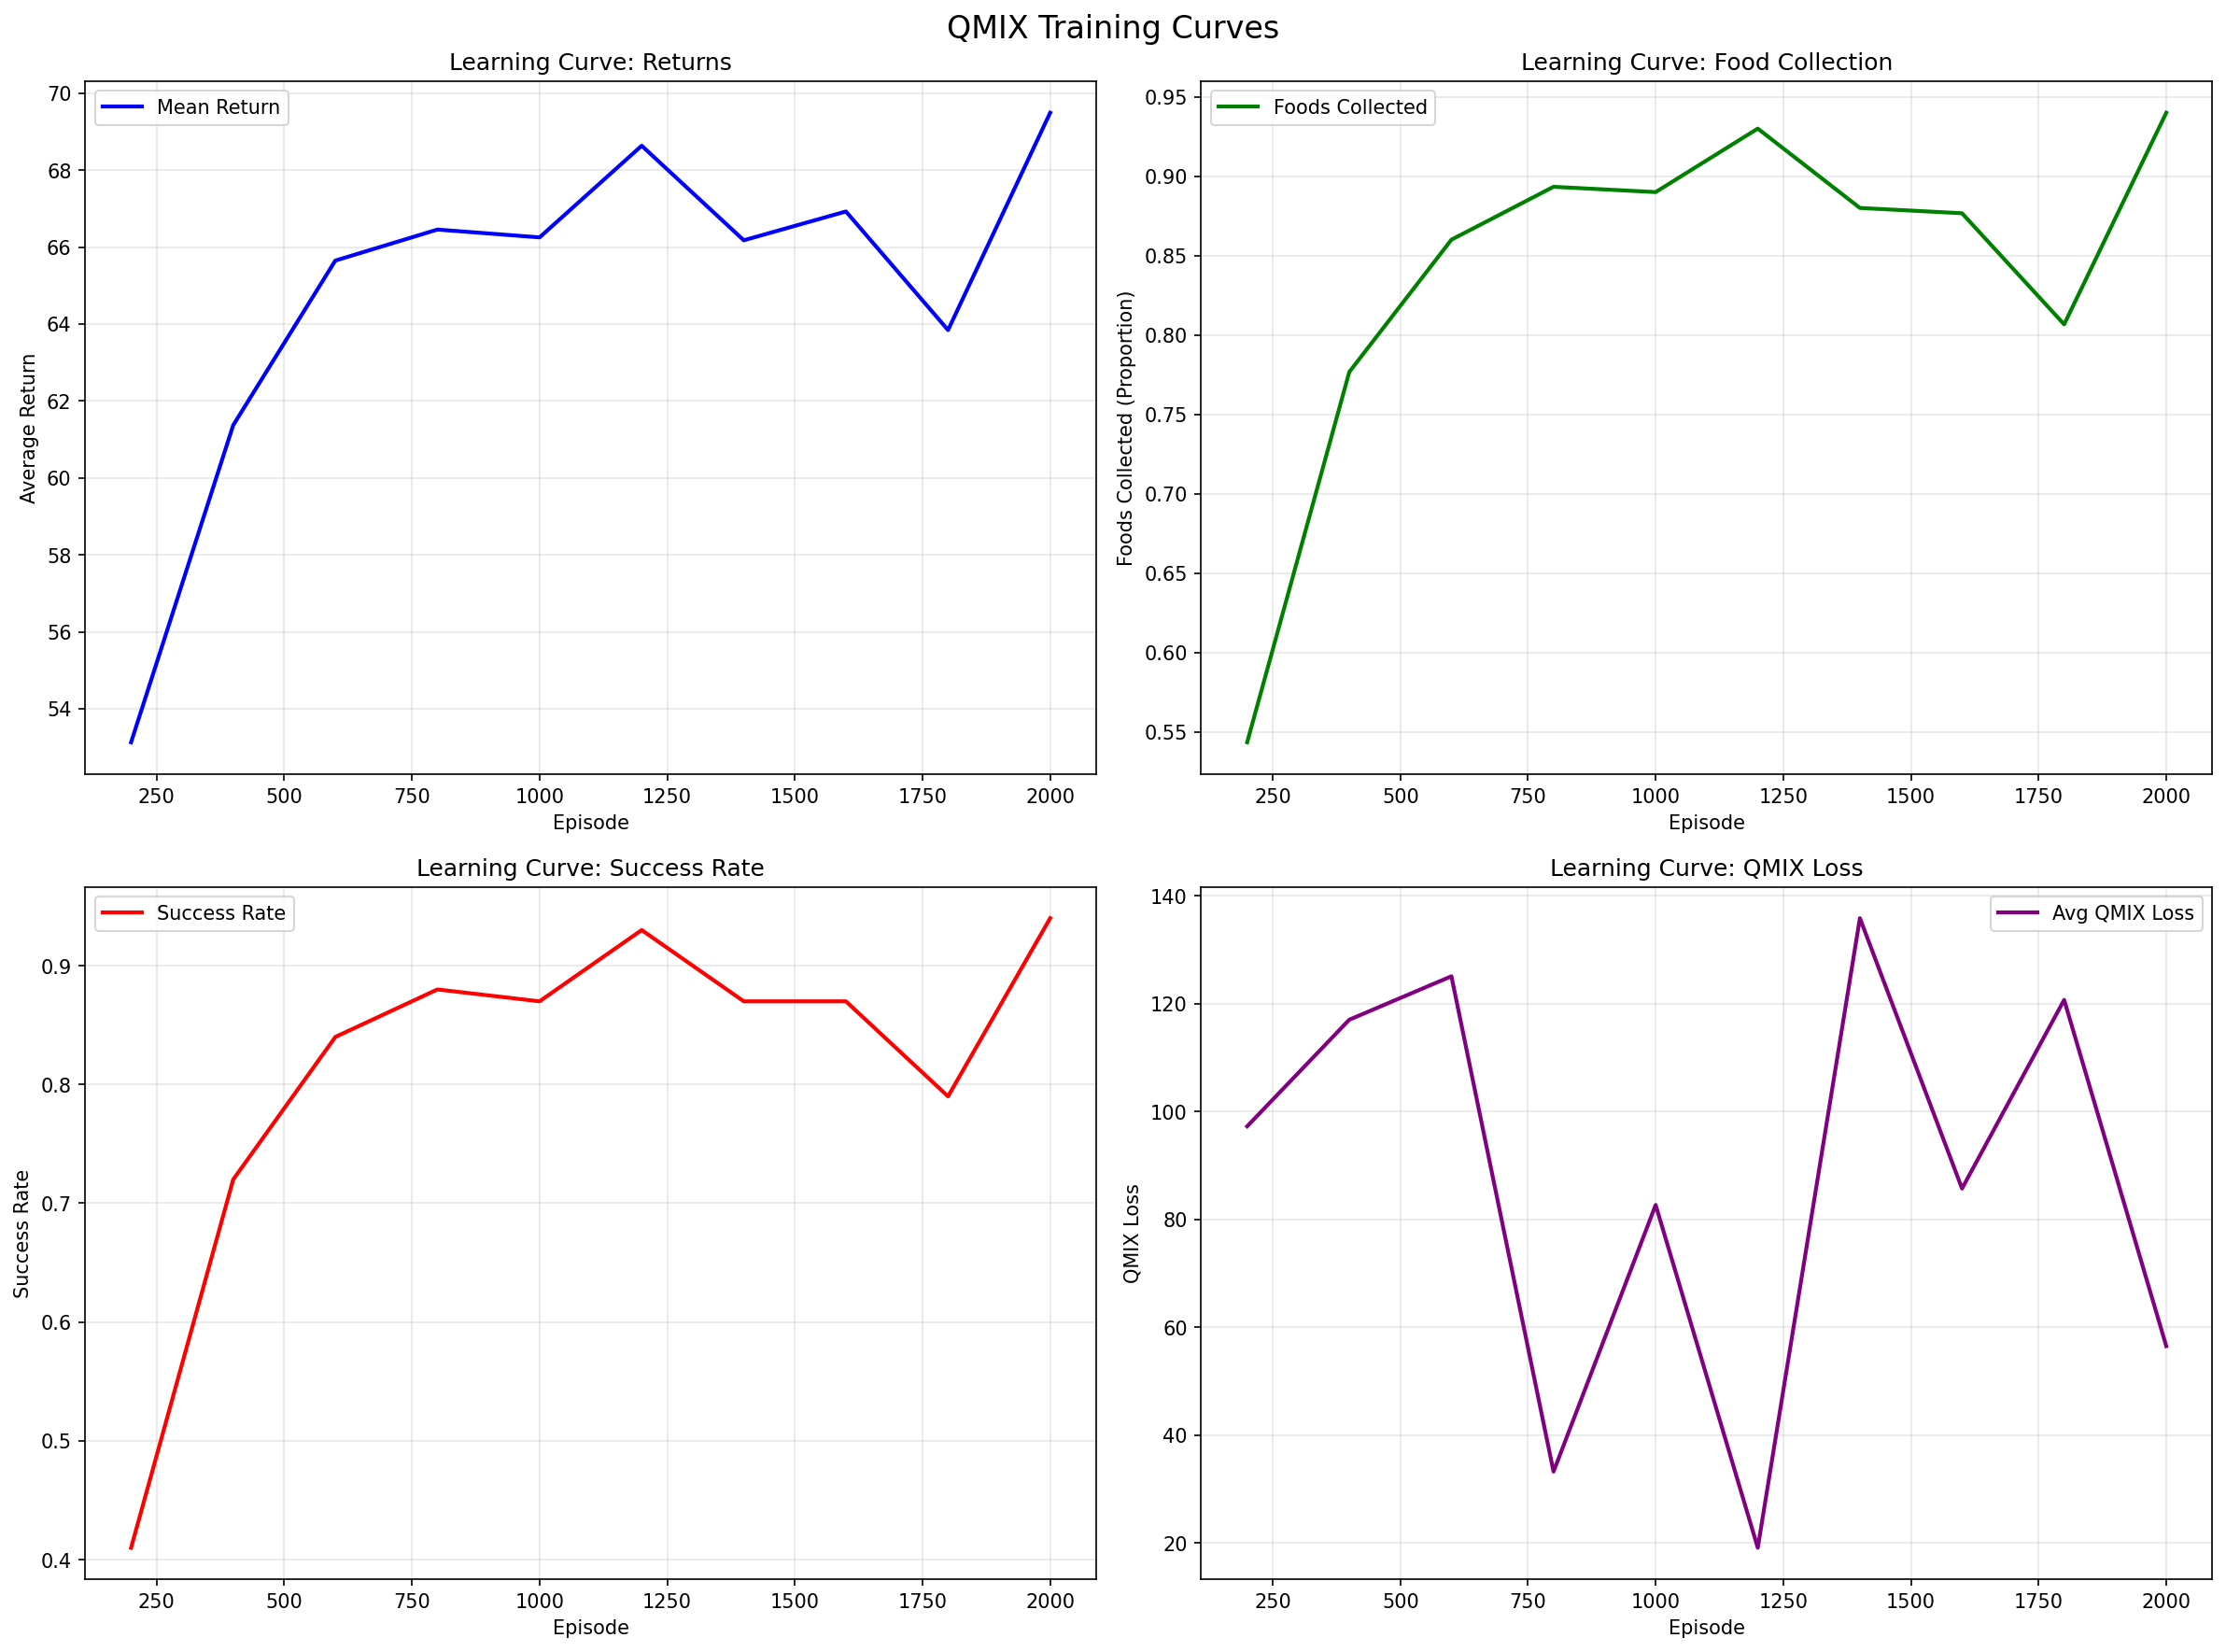 QMIX Training Curves
Learning Curve: Returns
Mean Return
Average Return
70
68
66
64
62
60
58
56
54
250 500 750 1000 1250 1500 1750 2000
Episode
Learning Curve: Food Collection
Foods Collected
Foods Collected (Proportion)
0.95
0.90
0.85
0.80
0.75
0.70
0.65
0.60
0.55
250 500 750 1000 1250 1500 1750 2000
Episode
Learning Curve: Success Rate
Success Rate
Success Rate
0.9
0.8
0.7
0.6
0.5
0.4
250 500 750 1000 1250 1500 1750 2000
Episode
Learning Curve: QMIX Loss
Avg QMIX Loss
QMIX Loss
140
120
100
80
60
40
20
250 500 750 1000 1250 1500 1750 2000
Episode